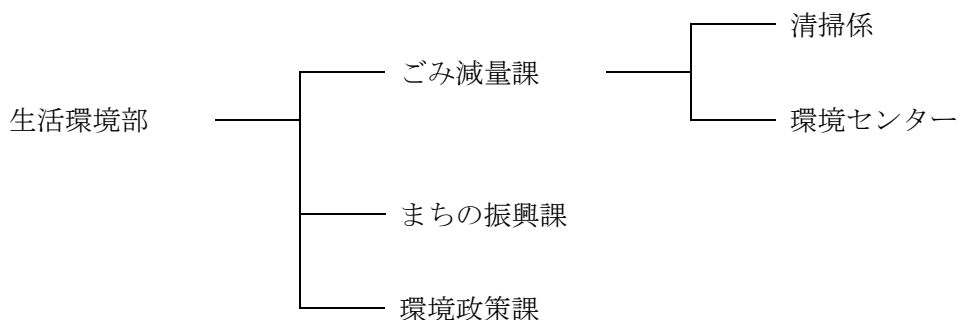 清掃係
ごみ減量課
生活環境部
環境センター
まちの振興課
環境政策課